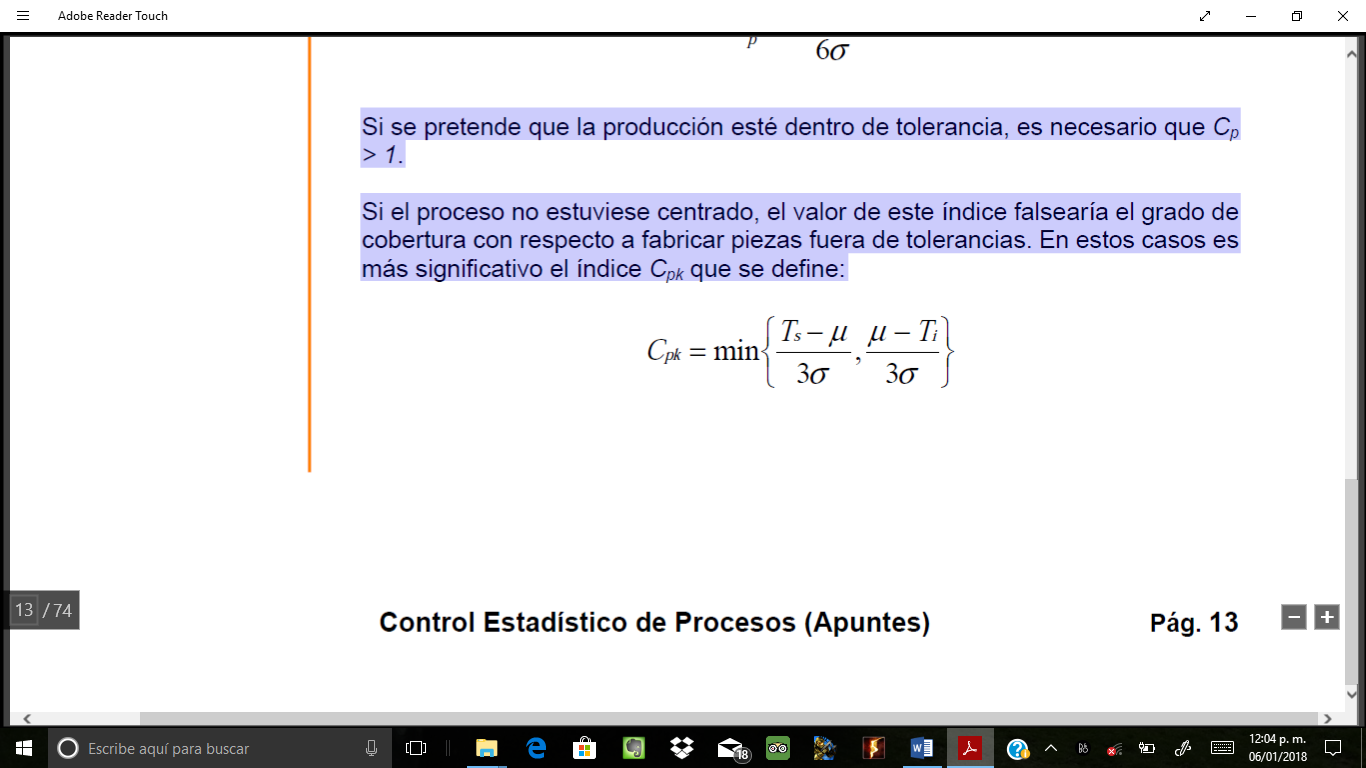 Adobe Reader Touch
p
6σ
Si se pretende que la producción esté dentro de tolerancia, es necesario que Cp
> 1.
Si el proceso no estuviese centrado, el valor de este índice falsearía el grado de
cobertura con respecto a fabricar piezas fuera de tolerancias. En estos casos es
más significativo el índice Cpk que se define:
Cpk = min{ (Ts − μ)/3σ , (μ − Ti)/3σ }
13 / 74
Control Estadístico de Procesos (Apuntes) Pág. 13
Escribe aquí para buscar
18
12:04 p. m.
06/01/2018